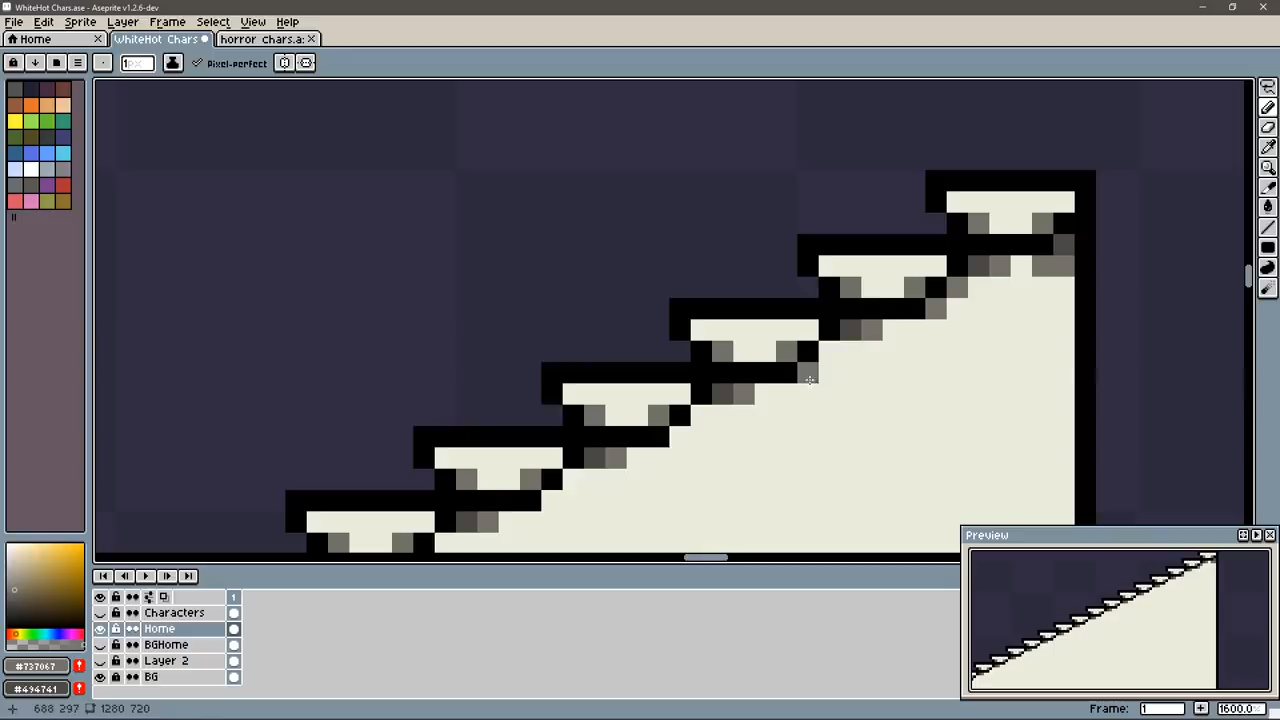 WhiteHot Chars.ase - Aseprite v1.2.6-dev
File Edit Sprite Layer Frame Select View Help
Home WhiteHot Chars horror chars.a:
1px Pixel-perfect
Preview
1
Characters
Home
BGHome
Layer 2
BG
#737067
#494741
688 297 1280 720
Frame: 1 1600.0